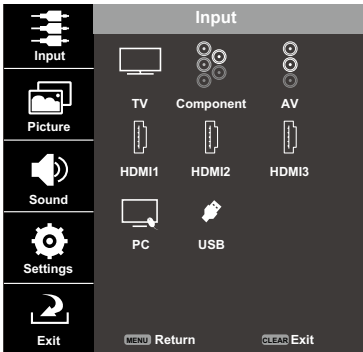 Input
Input
TV Component AV
Picture
HDMI1 HDMI2 HDMI3
Sound
PC USB
Settings
Exit
MENU Return CLEAR Exit